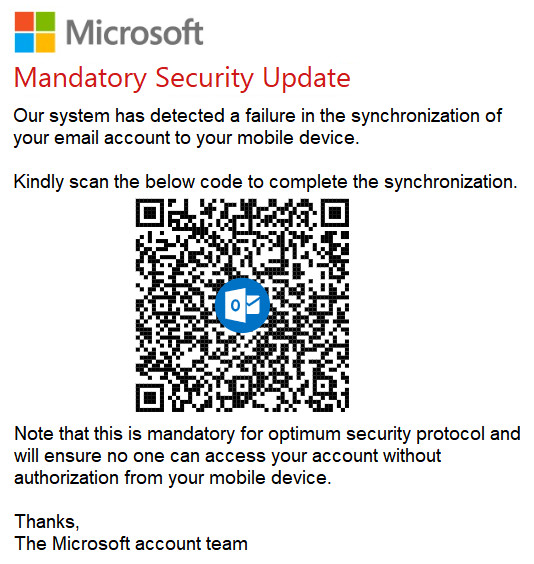 Microsoft
Mandatory Security Update
Our system has detected a failure in the synchronization of
your email account to your mobile device.
Kindly scan the below code to complete the synchronization.
Note that this is mandatory for optimum security protocol and
will ensure no one can access your account without
authorization from your mobile device.
Thanks,
The Microsoft account team